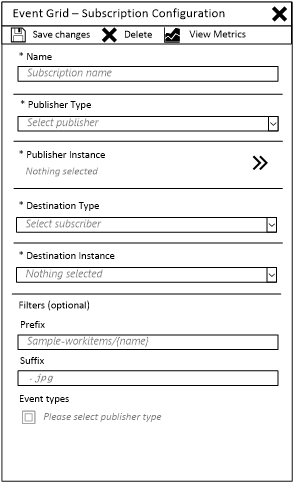 Event Grid – Subscription Configuration
Save changes Delete View Metrics
* Name
Subscription name
* Publisher Type
Select publisher
* Publisher Instance
Nothing selected
* Destination Type
Select subscriber
* Destination Instance
Nothing selected
Filters (optional)
Prefix
Sample-workitems/{name}
Suffix
.jpg
Event types
Please select publisher type